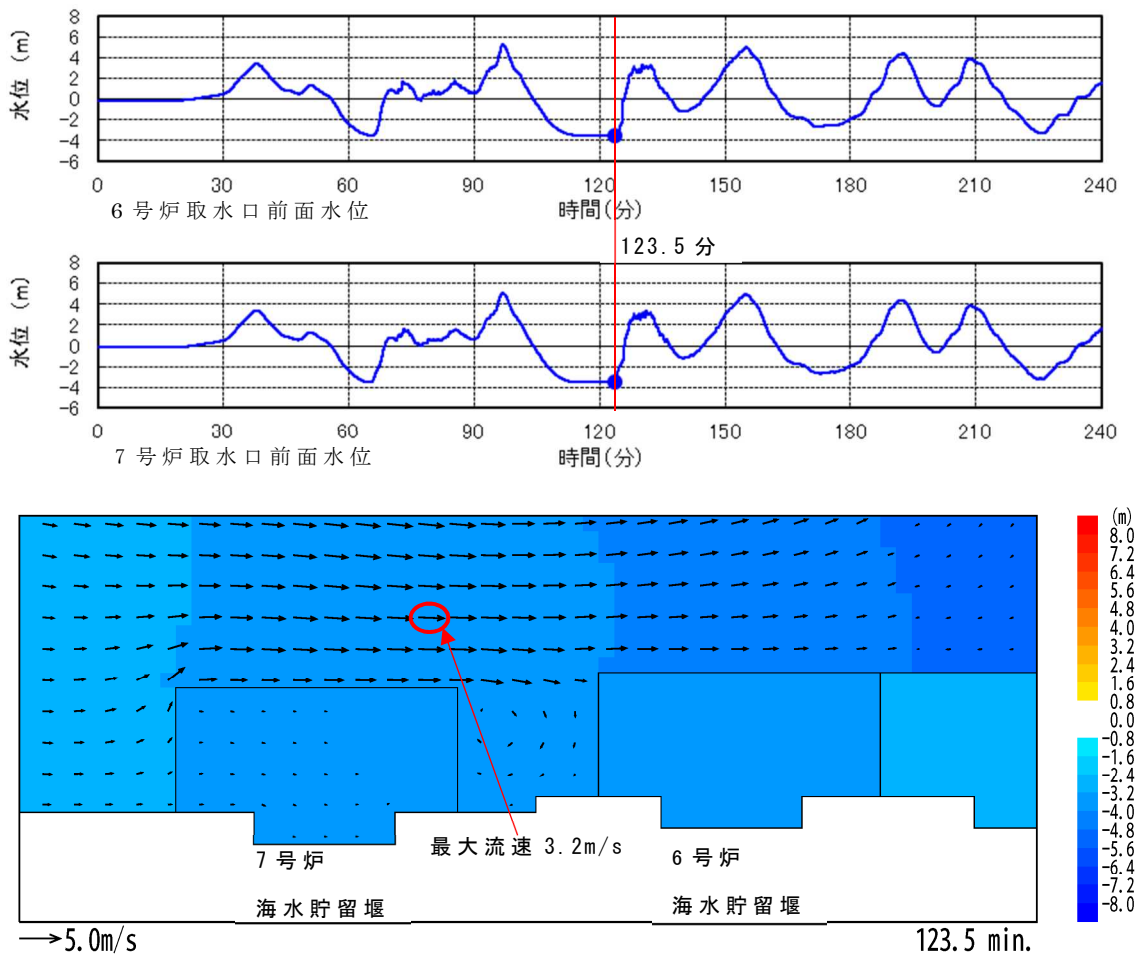 水位 (m)
8
6
4
2
0
-2
-4
-6
0 30 60 90 120 150 180 210 240
6号炉取水口前面水位
時間(分)
123.5 分
水位 (m)
8
6
4
2
0
-2
-4
-6
0 30 60 90 120 150 180 210 240
7号炉取水口前面水位
時間(分)
(m)
8.0
7.2
6.4
5.6
4.8
4.0
3.2
2.4
1.6
0.8
0.0
-0.8
-1.6
-2.4
-3.2
-4.0
-4.8
-5.6
-6.4
-7.2
-8.0
最大流速 3.2m/s
7号炉
6号炉
海水貯留堰
海水貯留堰
5.0m/s
123.5 min.